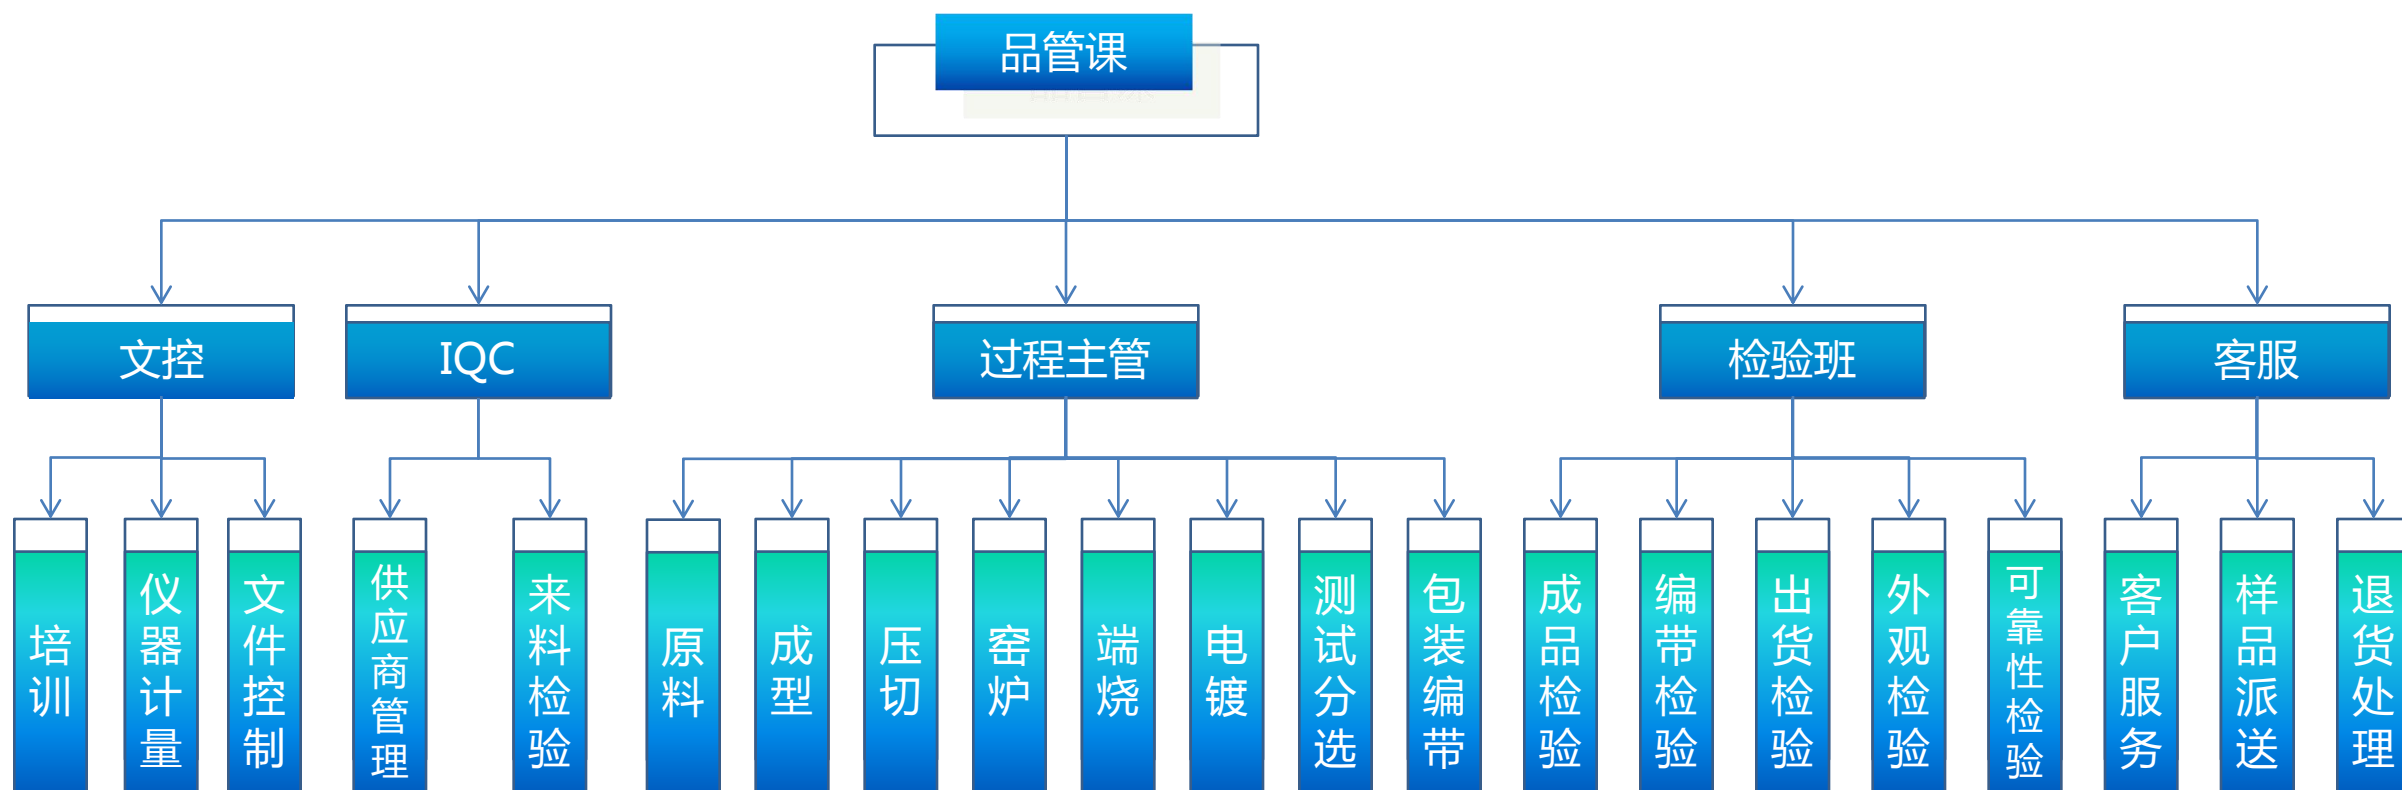 品管课
文控
IQC
过程主管
检验班
客服
培训
仪器计量
文件控制
供应商管理
来料检验
原料
成型
压切
窑炉
端烧
电镀
测试分选
包装编带
成品检验
编带检验
出货检验
外观检验
可靠性检验
客户服务
样品派送
退货处理